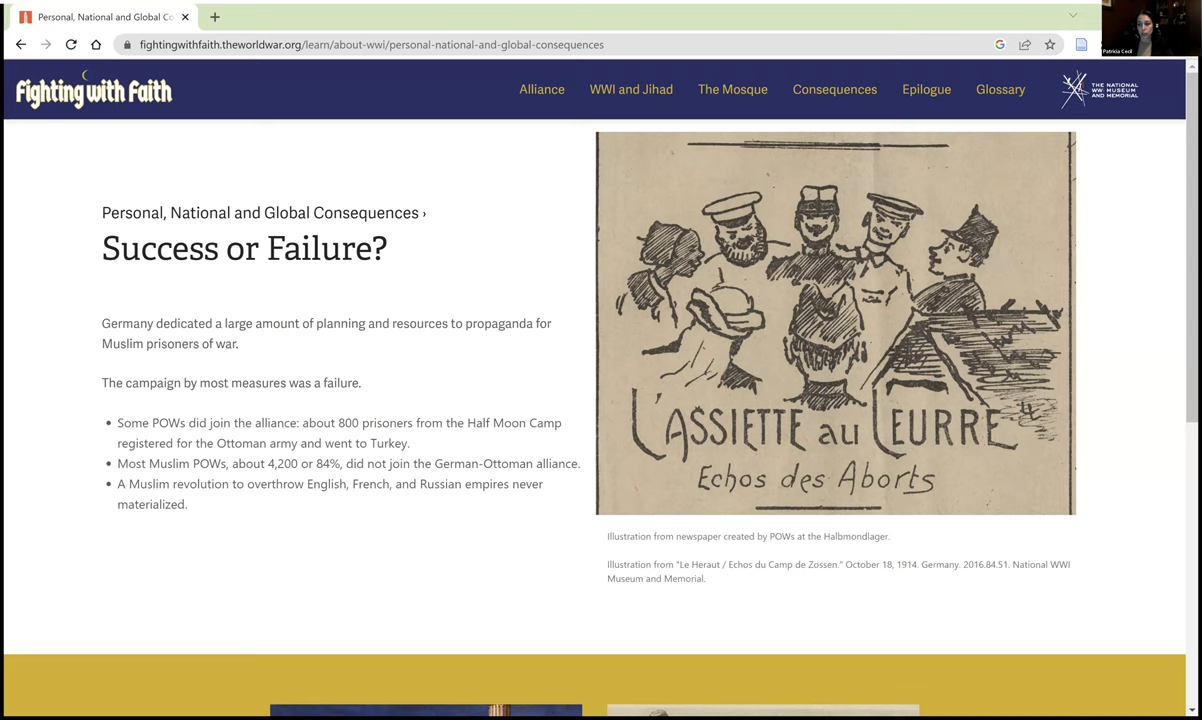 Personal, National and Global Co
fightingwithfaith.theworldwar.org/learn/about-wwi/personal-national-and-global-consequences
Patricia Cecil
Fighting with Faith
Alliance
WWI and Jihad
The Mosque
Consequences
Epilogue
Glossary
THE NATIONAL
WWI MUSEUM
AND MEMORIAL
Personal, National and Global Consequences ›
Success or Failure?
Germany dedicated a large amount of planning and resources to propaganda for
Muslim prisoners of war.
The campaign by most measures was a failure.
• Some POWs did join the alliance: about 800 prisoners from the Half Moon Camp
registered for the Ottoman army and went to Turkey.
• Most Muslim POWs, about 4,200 or 84%, did not join the German-Ottoman alliance.
• A Muslim revolution to overthrow English, French, and Russian empires never
materialized.
L'ASSIETTE au LEURRE
Echos des Aborts
Illustration from newspaper created by POWs at the Halbmondlager.
Illustration from "Le Heraut / Echos du Camp de Zossen." October 18, 1914. Germany. 2016.84.51. National WWI
Museum and Memorial.